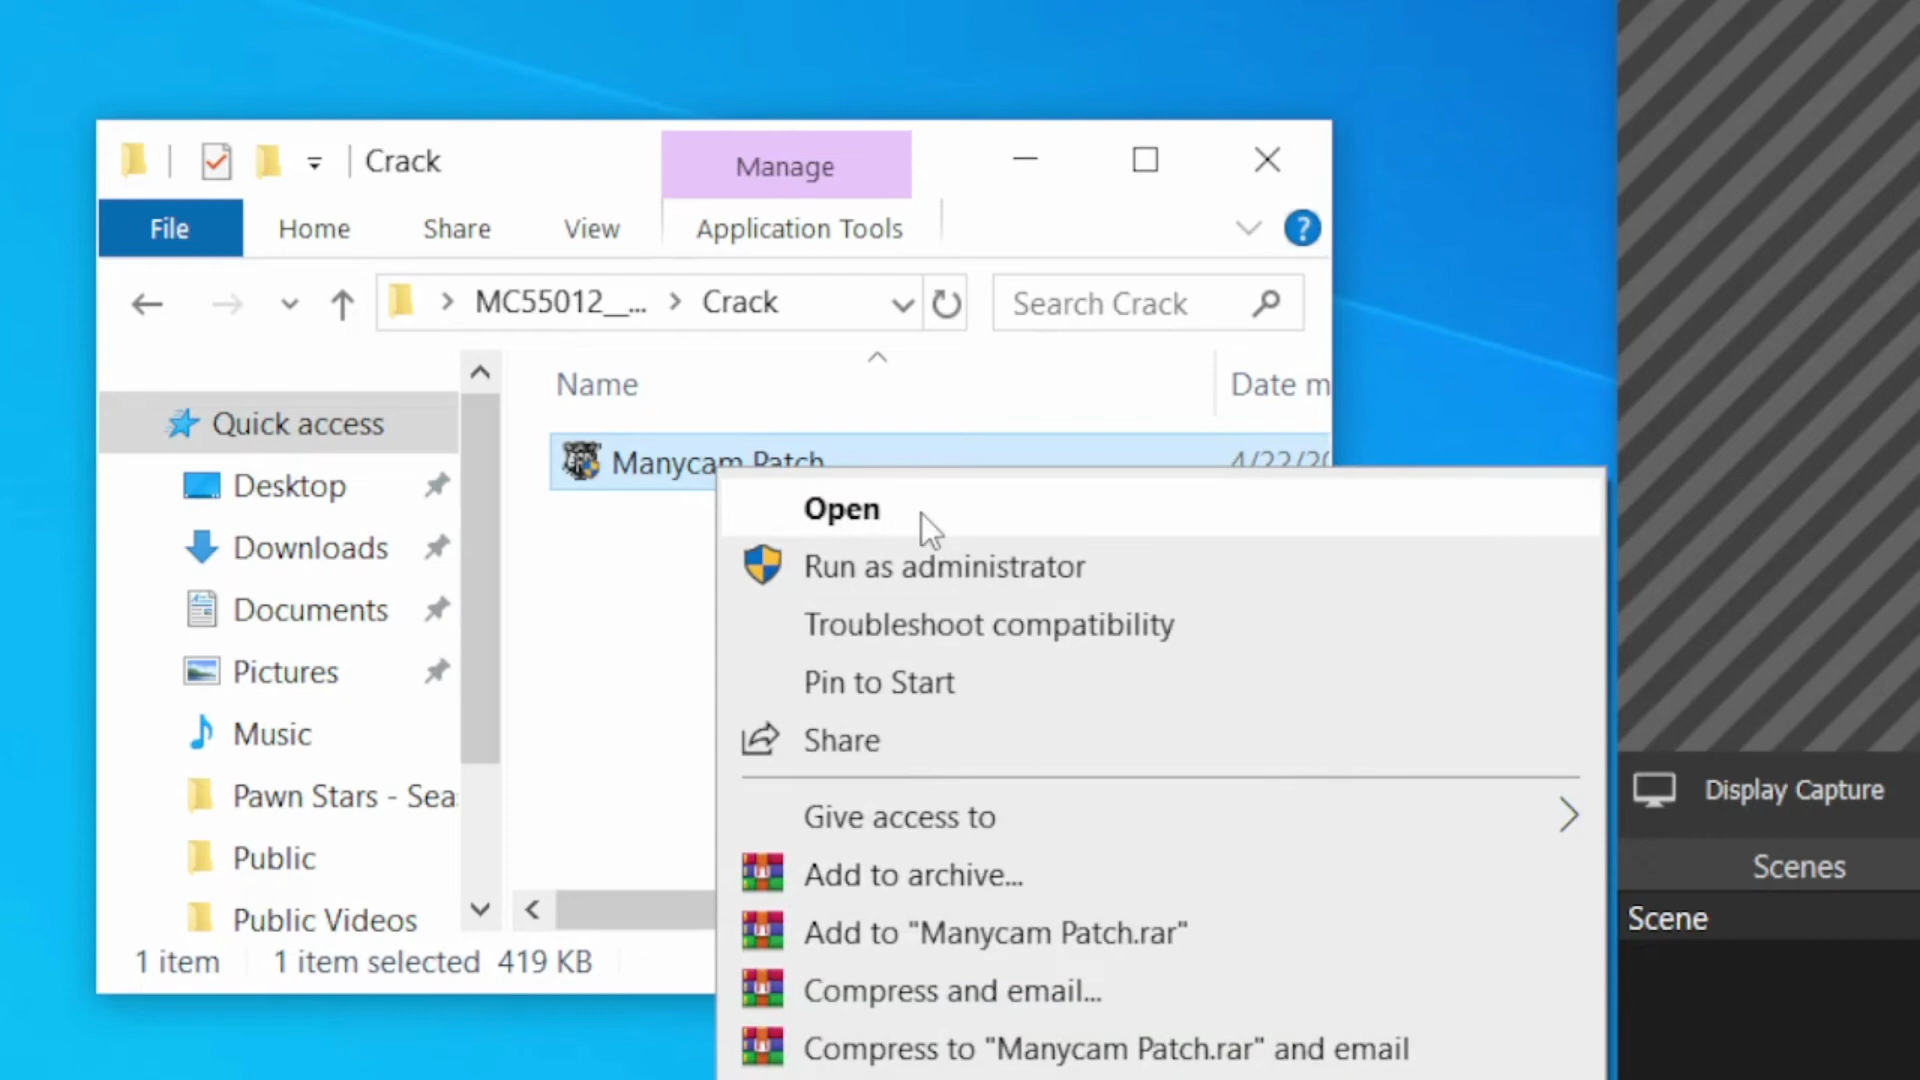 Crack
Manage
File
Home
Share
View
Application Tools
?
MC55012__...
Crack
Search Crack
Name
Date m
Quick access
Manycam Patch
4/22/20
Desktop
Downloads
Documents
Pictures
Music
Pawn Stars - Sea
Public
Public Videos
1 item
1 item selected 419 KB
Open
Run as administrator
Troubleshoot compatibility
Pin to Start
Share
Give access to
Add to archive...
Add to "Manycam Patch.rar"
Compress and email...
Compress to "Manycam Patch.rar" and email
Display Capture
Scenes
Scene